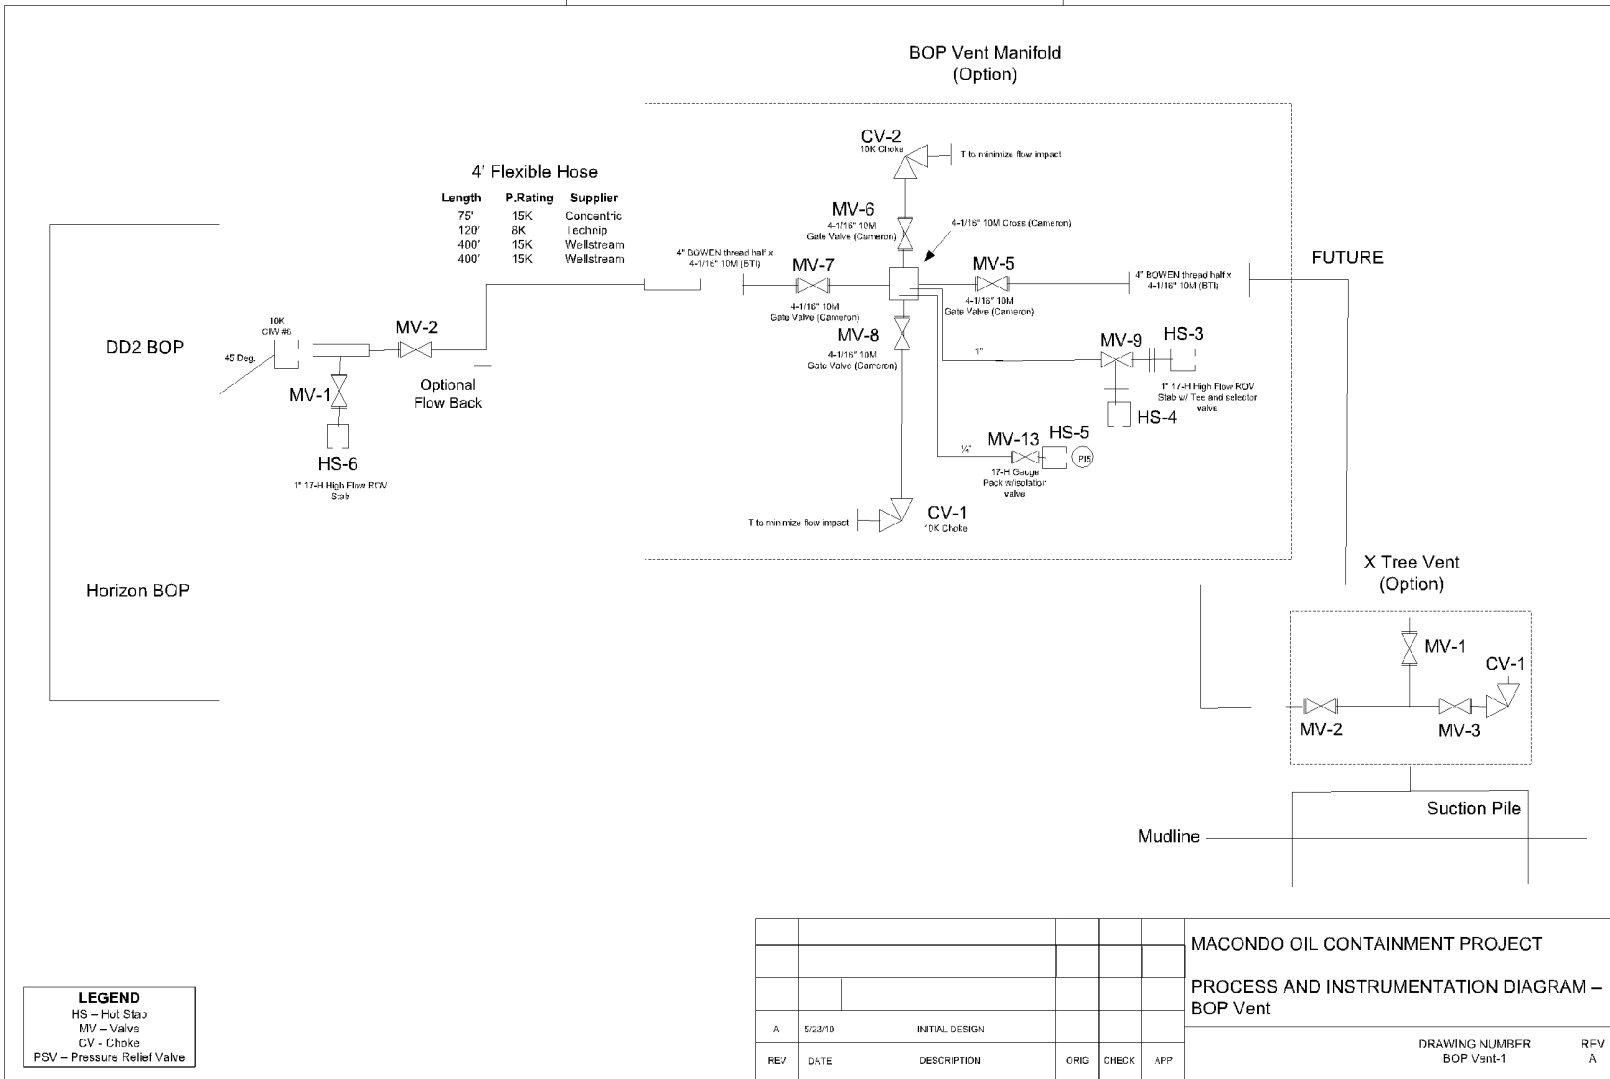 BOP Vent Manifold
(Option)
CV-2
10K Choke
T to minimize flow impact
4' Flexible Hose
Length P.Rating Supplier
75' 15K Concentric
120' 8K Technip
400' 15K Wellstream
400' 15K Wellstream
MV-6
4-1/16" 10M
Gate Valve (Cameron)
4-1/16" 10M Cross (Cameron)
4" BOWEN thread half x
4-1/16" 10M (BTI)
MV-7
4-1/16" 10M
Gate Valve (Cameron)
MV-5
4-1/16" 10M
Gate Valve (Cameron)
4" BOWEN thread half x
4-1/16" 10M (BTI)
FUTURE
DD2 BOP
45 Deg.
10K
CIW #6
MV-2
MV-1
HS-6
1" 17-H High Flow ROV
Stab
Optional
Flow Back
MV-8
4-1/16" 10M
Gate Valve (Cameron)
1"
MV-9
HS-3
1" 17-H High Flow ROV
Stab w/ Tee and selector
valve
HS-4
¼"
MV-13
HS-5
17-H Gauge
Pack w/isolation
valve
T to minimize flow impact
CV-1
10K Choke
Horizon BOP
X Tree Vent
(Option)
MV-1
CV-1
MV-2
MV-3
Suction Pile
Mudline
LEGEND
HS – Hot Stab
MV – Valve
CV - Choke
PSV – Pressure Relief Valve
A 5/23/10 INITIAL DESIGN
REV DATE DESCRIPTION ORIG CHECK APP
MACONDO OIL CONTAINMENT PROJECT
PROCESS AND INSTRUMENTATION DIAGRAM –
BOP Vent
DRAWING NUMBER REV
BOP Vent-1 A